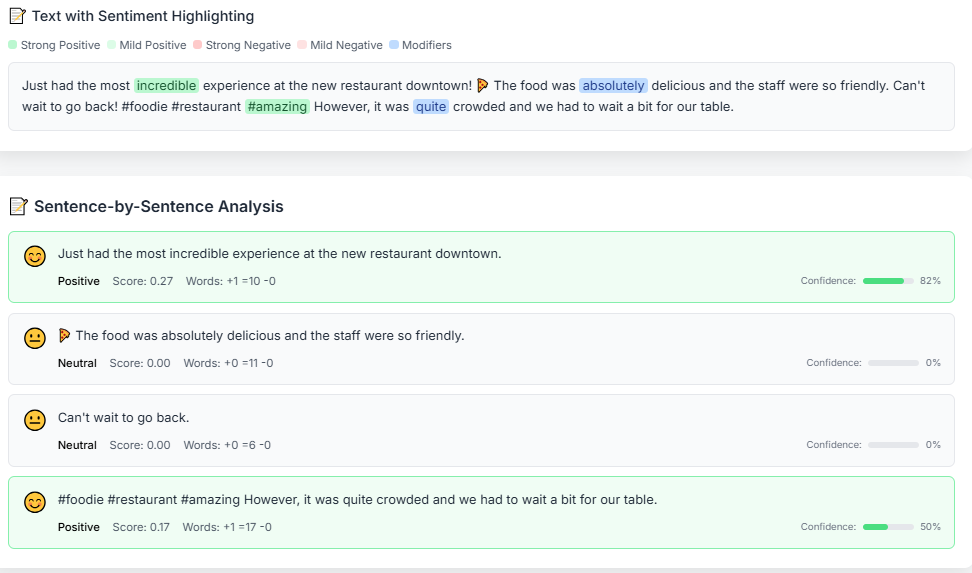 📝 Text with Sentiment Highlighting
Strong Positive Mild Positive Strong Negative Mild Negative Modifiers
Just had the most incredible experience at the new restaurant downtown! 🍕 The food was absolutely delicious and the staff were so friendly. Can't
wait to go back! #foodie #restaurant #amazing However, it was quite crowded and we had to wait a bit for our table.
📝 Sentence-by-Sentence Analysis
Just had the most incredible experience at the new restaurant downtown.
Positive Score: 0.27 Words: +1 =10 -0 Confidence: 82%
🍕 The food was absolutely delicious and the staff were so friendly.
Neutral Score: 0.00 Words: +0 =11 -0 Confidence: 0%
Can't wait to go back.
Neutral Score: 0.00 Words: +0 =6 -0 Confidence: 0%
#foodie #restaurant #amazing However, it was quite crowded and we had to wait a bit for our table.
Positive Score: 0.17 Words: +1 =17 -0 Confidence: 50%